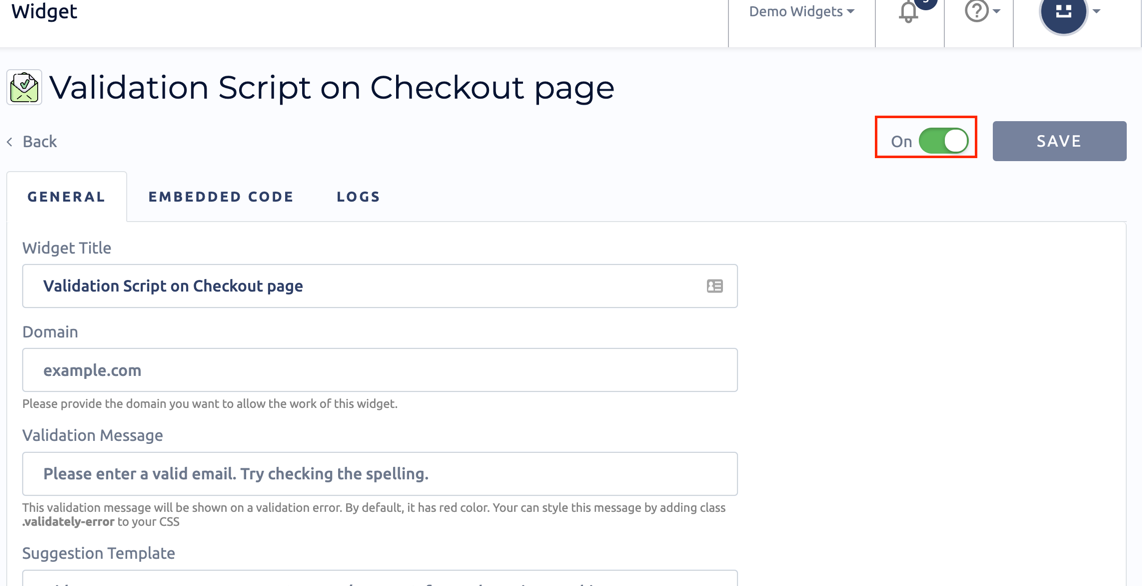 Widget
Demo Widgets
Validation Script on Checkout page
Back
On
SAVE
GENERAL
EMBEDDED CODE
LOGS
Widget Title
Validation Script on Checkout page
Domain
example.com
Please provide the domain you want to allow the work of this widget.
Validation Message
Please enter a valid email. Try checking the spelling.
This validation message will be shown on a validation error. By default, it has red color. Your can style this message by adding class
.validately-error to your CSS
Suggestion Template